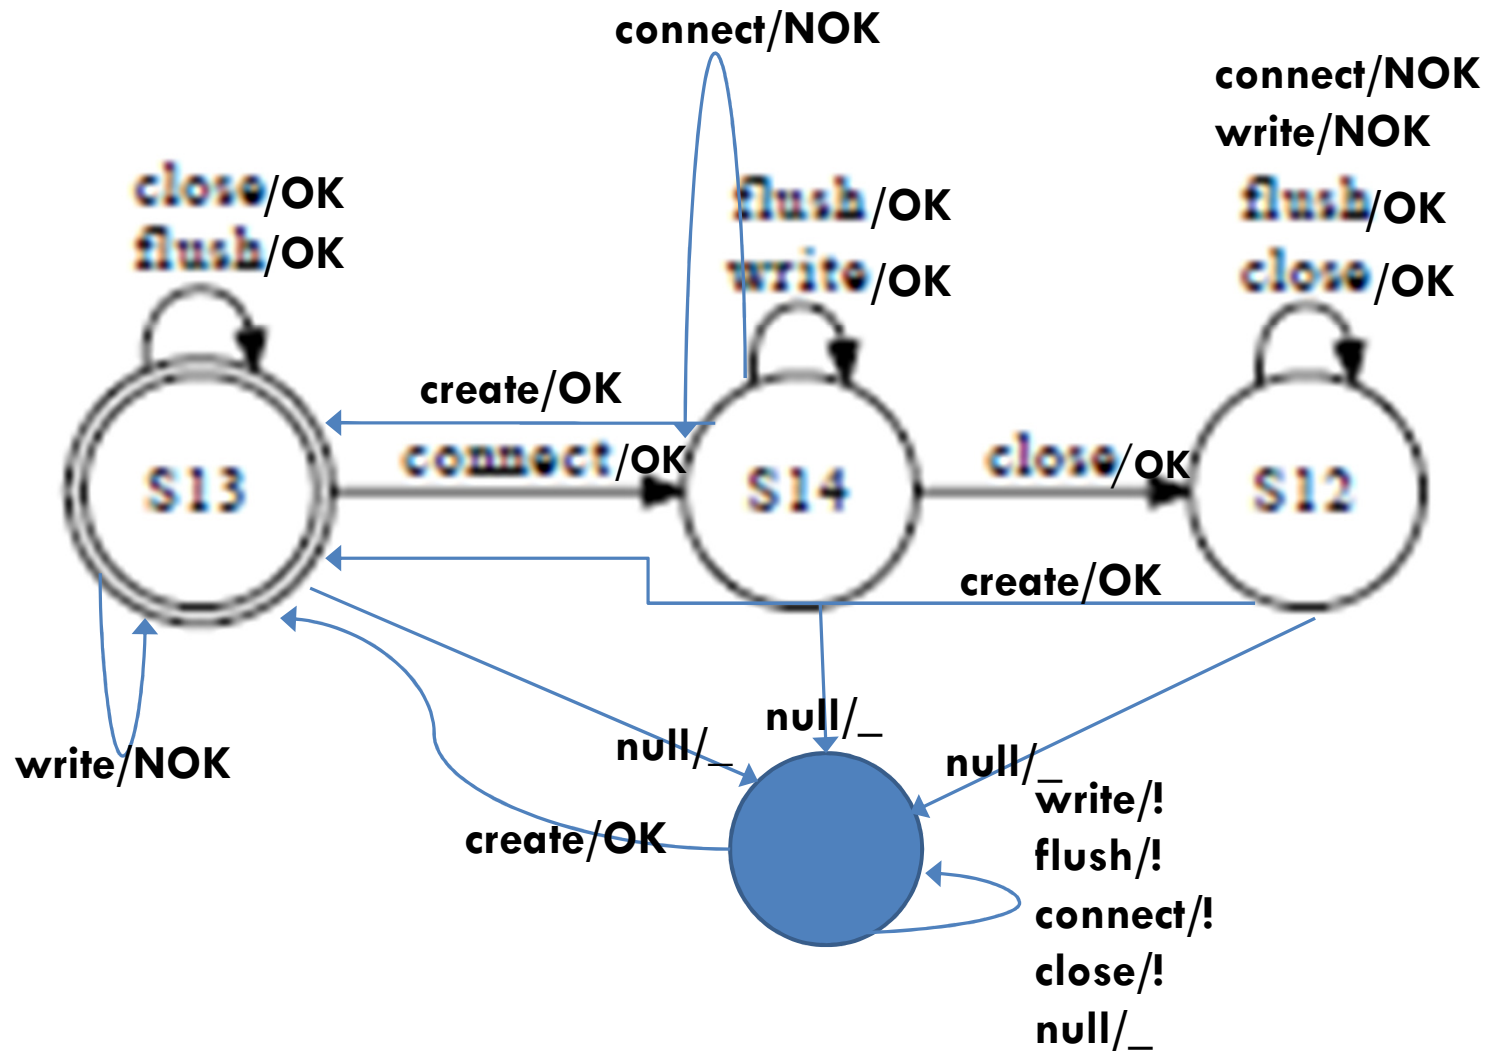 connect/NOK
connect/NOK
write/NOK
close/OK
flush/OK
flush/OK
write/OK
flush/OK
close/OK
create/OK
connect/OK
close/OK
S13
S14
S12
create/OK
null/_
null/_
null/_
write/NOK
create/OK
write/!
flush/!
connect/!
close/!
null/_